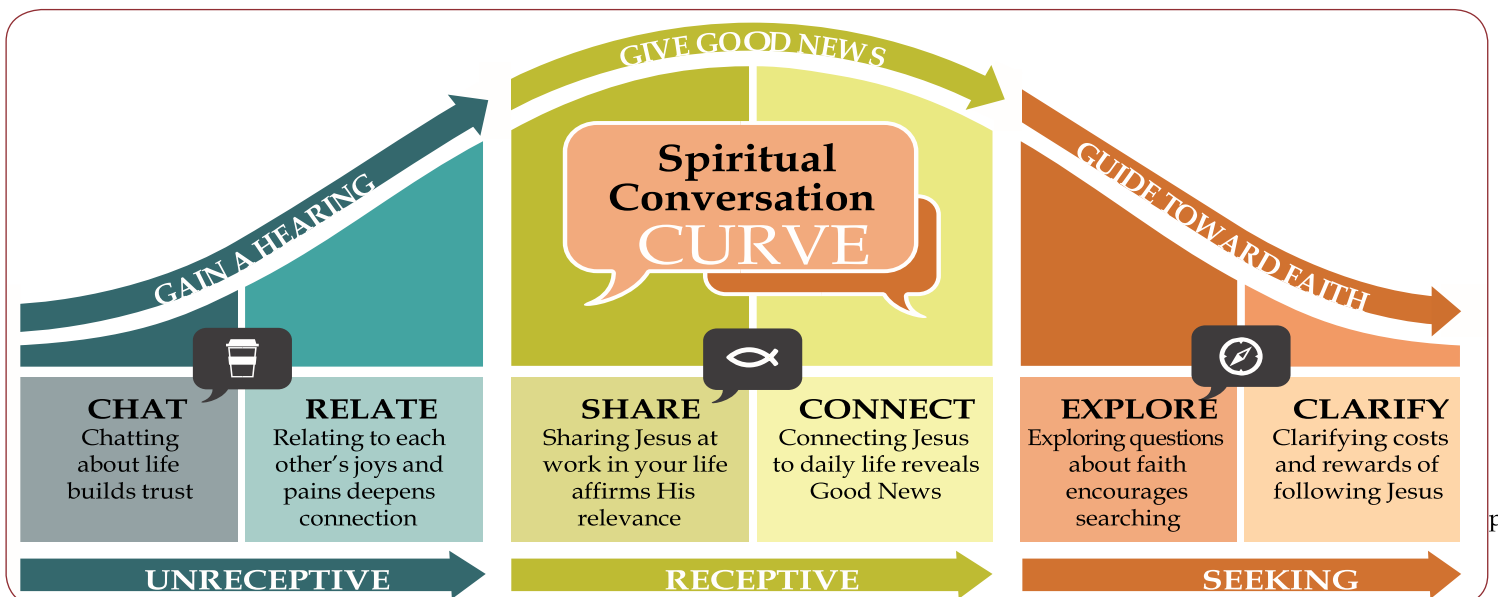 GIVE GOOD NEWS
GAIN A HEARING
GUIDE TOWARD FAITH
Spiritual
Conversation
CURVE
CHAT
Chatting
about life
builds trust
RELATE
Relating to each
other’s joys and
pains deepens
connection
SHARE
Sharing Jesus at
work in your life
affirms His
relevance
CONNECT
Connecting Jesus
to daily life reveals
Good News
EXPLORE
Exploring questions
about faith
encourages
searching
CLARIFY
Clarifying costs
and rewards of
following Jesus
p
UNRECEPTIVE
RECEPTIVE
SEEKING